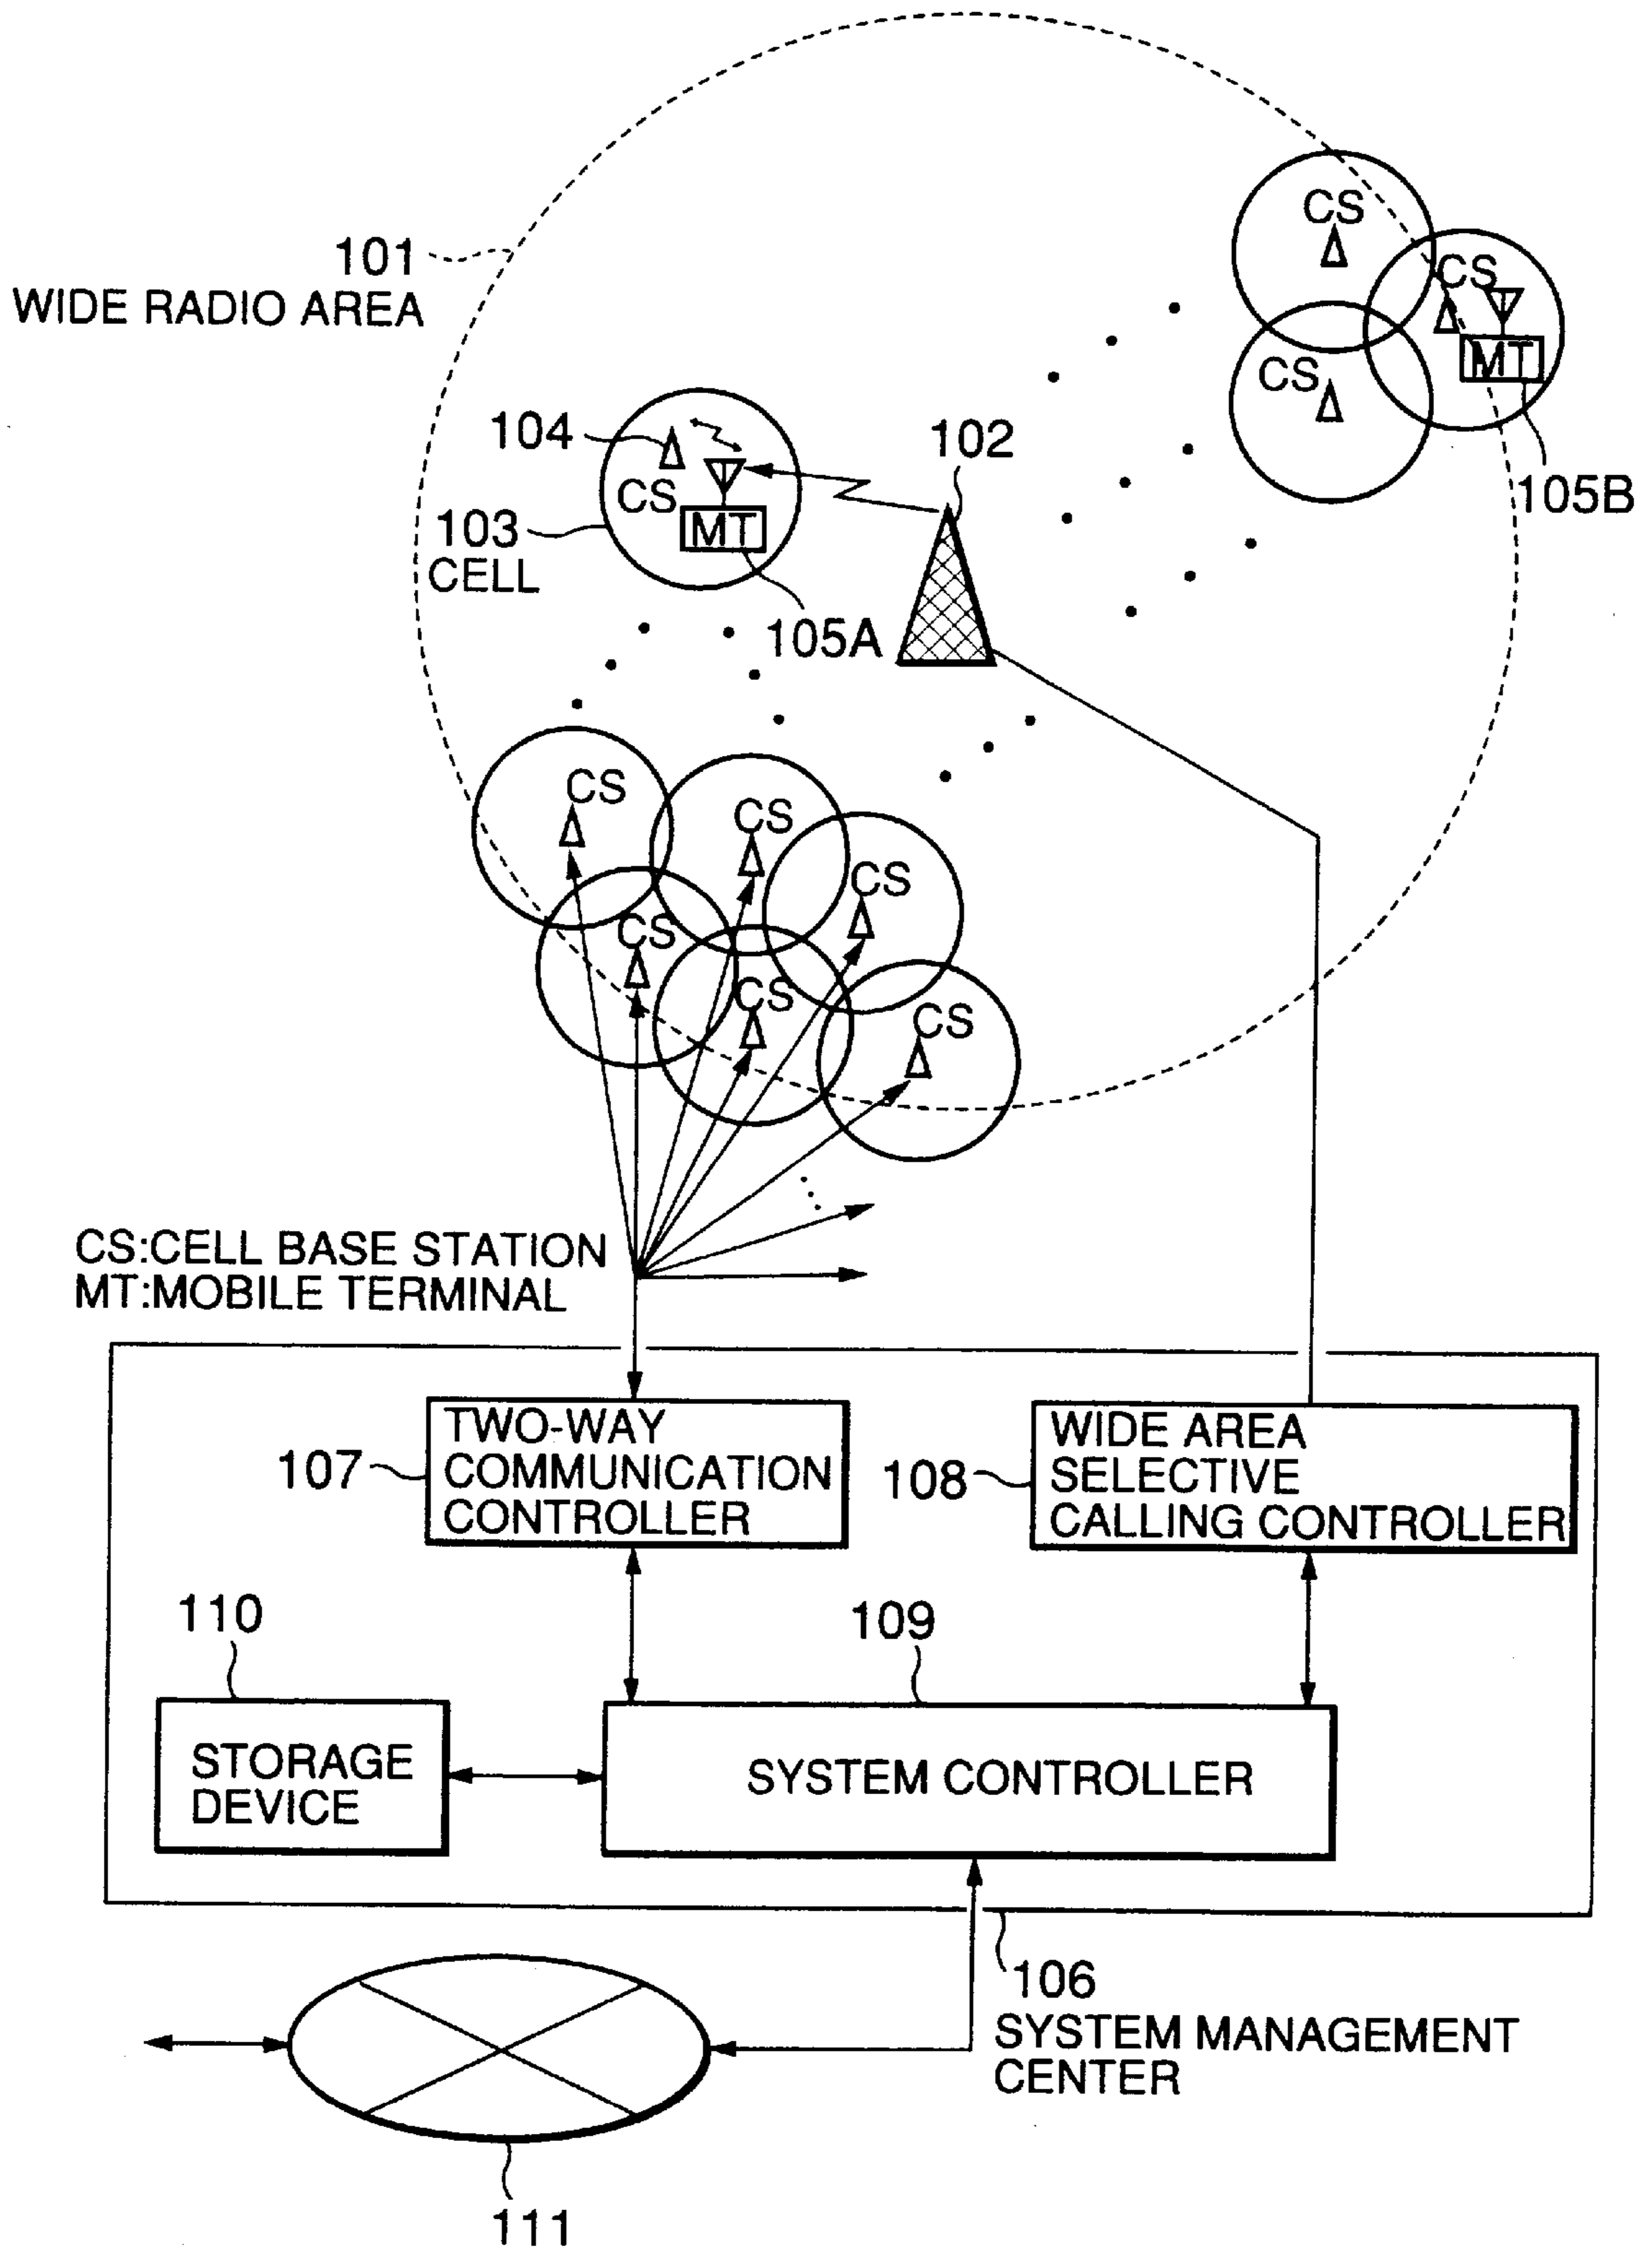 101
WIDE RADIO AREA
CS
CS
MT
CS
105B
104
CS
MT
103
CELL
105A
102
CS
CS
CS
CS
CS
CS
CS:CELL BASE STATION
MT:MOBILE TERMINAL
107
TWO-WAY
COMMUNICATION
CONTROLLER
108
WIDE AREA
SELECTIVE
CALLING CONTROLLER
110
STORAGE
DEVICE
109
SYSTEM CONTROLLER
106
SYSTEM MANAGEMENT
CENTER
111